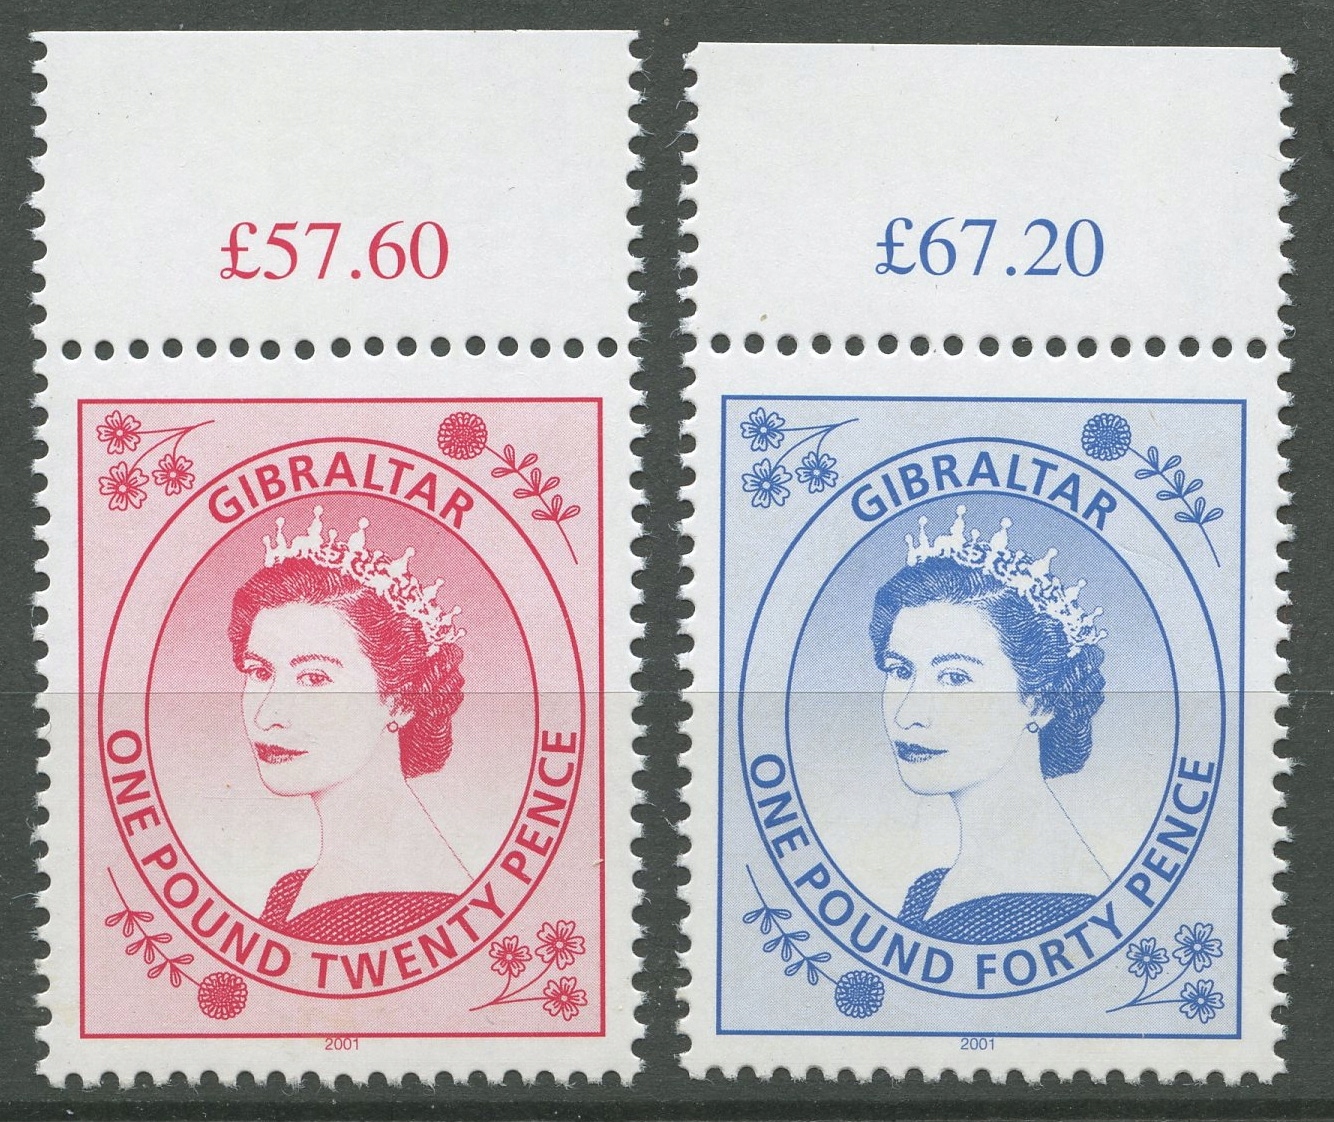 £57.60
GIBRALTAR
ONE POUND TWENTY PENCE
2001
£67.20
GIBRALTAR
ONE POUND FORTY PENCE
2001